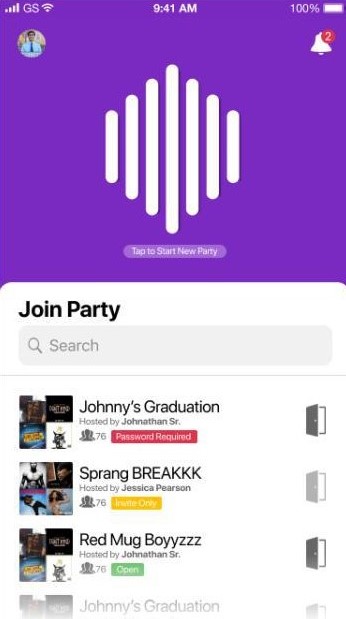 GS 9:41 AM 100%
2
Tap to Start New Party
Join Party
Search
Johnny's Graduation
Hosted by Johnathan Sr.
76 Password Required
Sprang BREAKKK
Hosted by Jessica Pearson
76 Invite Only
Red Mug Boyyzzz
Hosted by Johnathan Sr.
76 Open
Johnny's Graduation